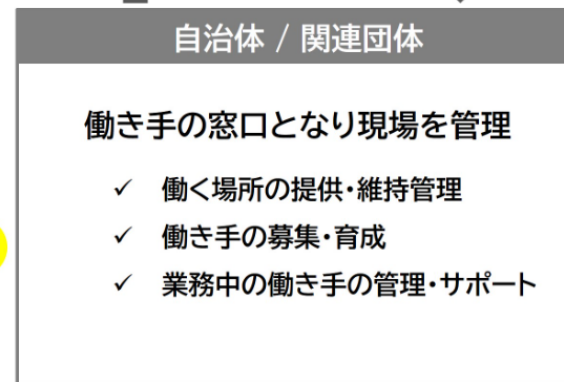 自治体 / 関連団体
働き手の窓口となり現場を管理
✓ 働く場所の提供・維持管理
✓ 働き手の募集・育成
✓ 業務中の働き手の管理・サポート